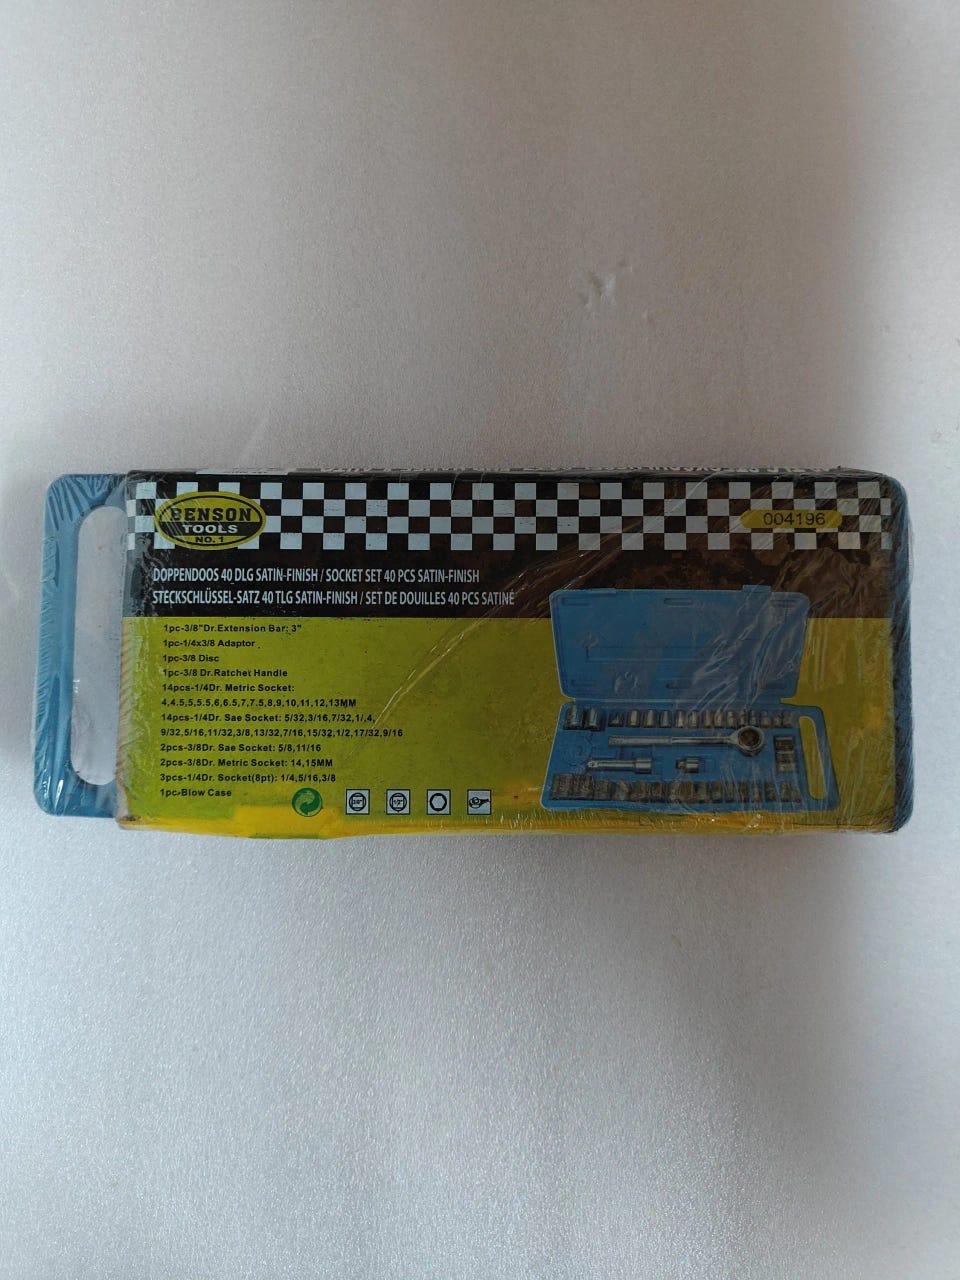 BENSON
TOOLS
NO. 1
004196
DOPPENDOOS 40 DLG SATIN-FINiSH / SOCKET SET 40 PCS SATIN-FINISH
STECKSCHLÜSSEL-SATZ 40 TLG SATIN-FINISH / SET DE DOUILLES 40 PCS SATINÉ
1pc-3/8"Dr.Extension Bar: 3"
1pc-1/4x3/8 Adaptor
1pc-3/8 Disc
1pc-3/8 Dr.Ratchet Handle
14pcs-1/4Dr. Metric Socket:
4,4.5,5,5.5,6,6.5,7,7.5,8,9,10,11,12,13MM
14pcs-1/4Dr. Sae Socket: 5/32,3/16,7/32,1/,4,
9/32,5/16,11/32,3/8,13/32,7/16,15/32,1/2,17/32,9/16
2pcs-3/8Dr. Sae Socket: 5/8,11/16
2pcs-3/8Dr. Metric Socket: 14,15MM
3pcs-1/4Dr. Socket(8pt): 1/4,5/16,3/8
1pc-Blow Case